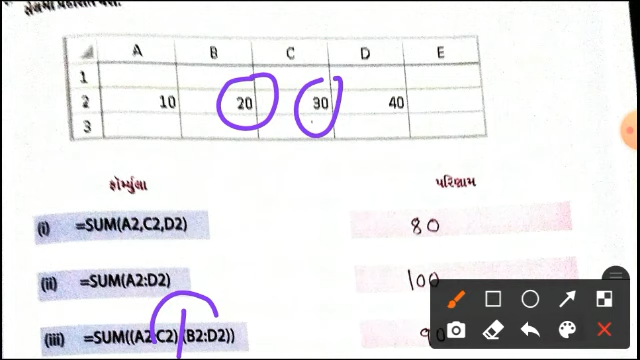 A B C D E
1
2 10 20 30 40
3
ફોર્મ્યુલા પરિણામ
(i) =SUM(A2,C2,D2) 80
(ii) =SUM(A2:D2) 100
(iii) =SUM((A2:C2) (B2:D2)) 90